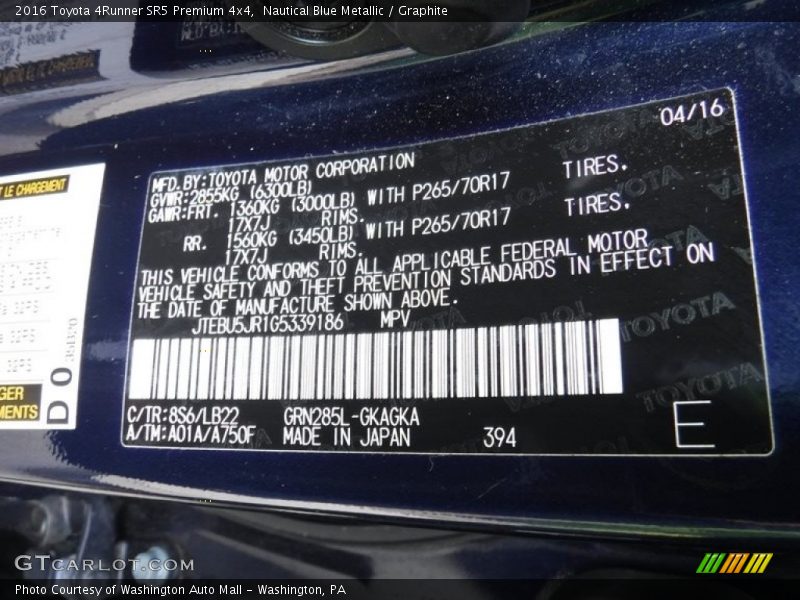 2016 Toyota 4Runner SR5 Premium 4x4,  Nautical Blue Metallic / Graphite
04/16
MFD. BY: TOYOTA MOTOR CORPORATION
GVWR: 2855KG (6300LB)
GAWR: FRT. 1360KG (3000LB) WITH P265/70R17 TIRES.
17X7J RIMS.
RR. 1560KG (3450LB) WITH P265/70R17 TIRES.
17X7J RIMS.
THIS VEHICLE CONFORMS TO ALL APPLICABLE FEDERAL MOTOR
VEHICLE SAFETY AND THEFT PREVENTION STANDARDS IN EFFECT ON
THE DATE OF MANUFACTURE SHOWN ABOVE.
JTEBU5JR1G5339186 MPV
C/TR: 8S6/LB22 GRN285L-GKAGKA
A/TM: A01A/A750F MADE IN JAPAN 394
E
LE CHARGEMENT
D0
GTCARLOT.COM
Photo Courtesy of Washington Auto Mall - Washington, PA